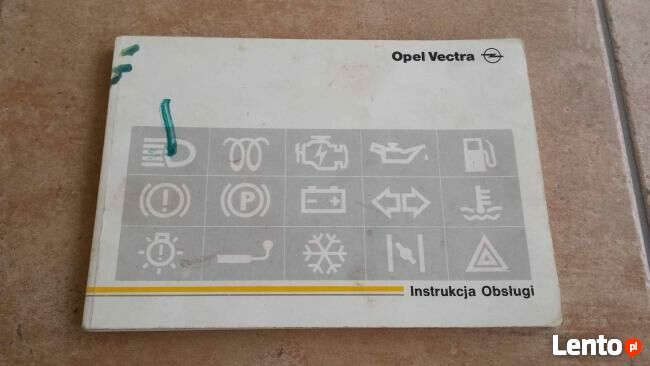 Opel Vectra
P
Instrukcja Obsługi
Lento pl